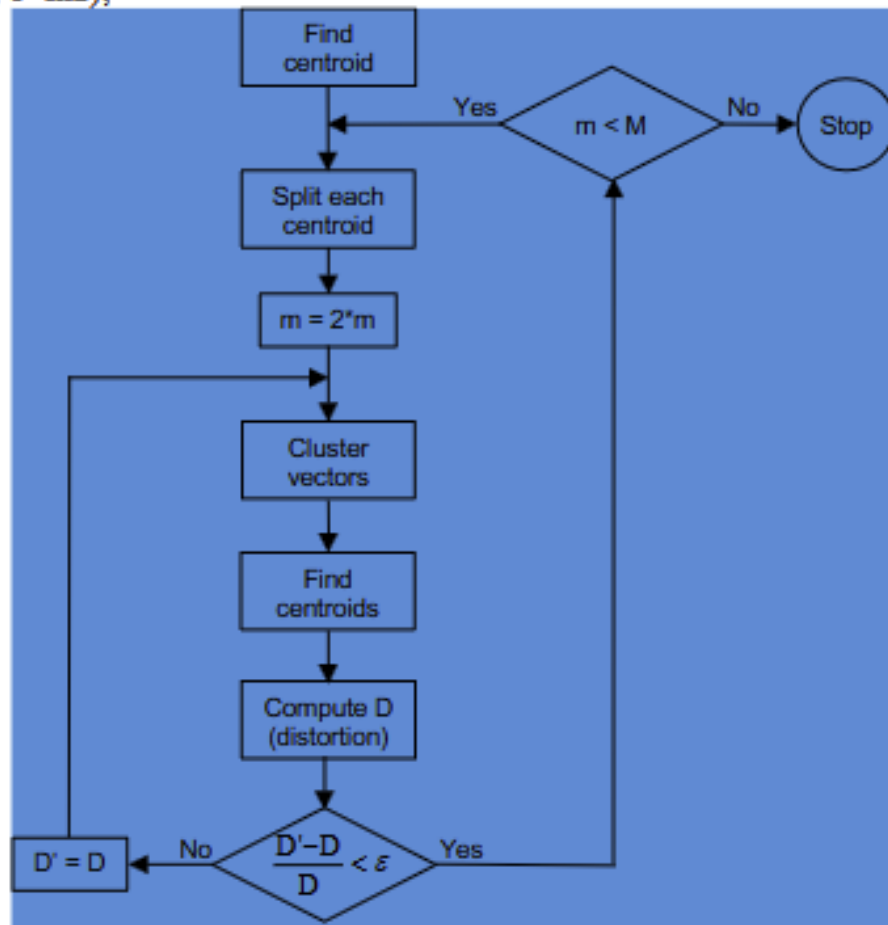 Find
centroid
Yes
m < M
No
Stop
Split each
centroid
m = 2*m
Cluster
vectors
Find
centroids
Compute D
(distortion)
D' = D
No
D'–D
D
< ε
Yes